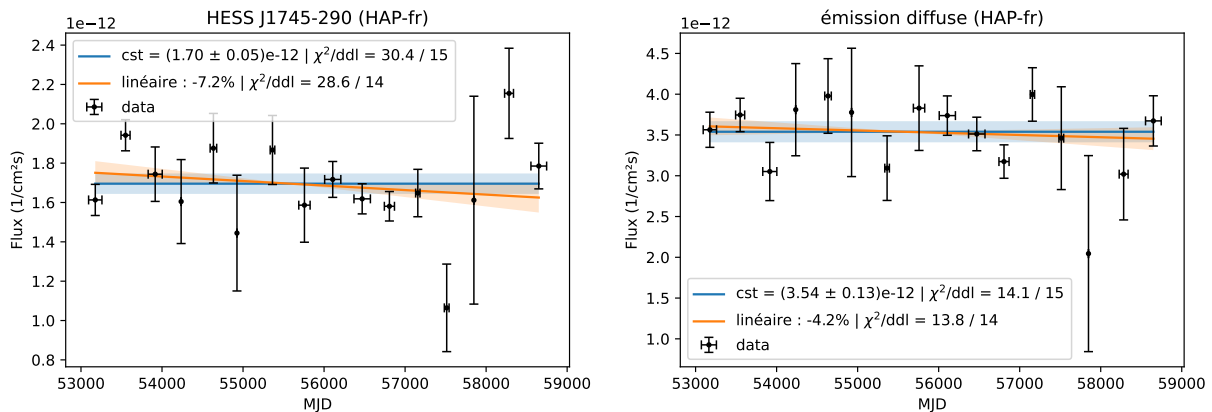 HESS J1745-290 (HAP-fr)
1e−12
cst = (1.70 ± 0.05)e-12 | χ²/ddl = 30.4 / 15
linéaire : -7.2% | χ²/ddl = 28.6 / 14
data
Flux (1/cm²s)
2.4
2.2
2.0
1.8
1.6
1.4
1.2
1.0
0.8
53000 54000 55000 56000 57000 58000 59000
MJD
émission diffuse (HAP-fr)
1e−12
Flux (1/cm²s)
4.5
4.0
3.5
3.0
2.5
2.0
1.5
1.0
cst = (3.54 ± 0.13)e-12 | χ²/ddl = 14.1 / 15
linéaire : -4.2% | χ²/ddl = 13.8 / 14
data
53000 54000 55000 56000 57000 58000 59000
MJD